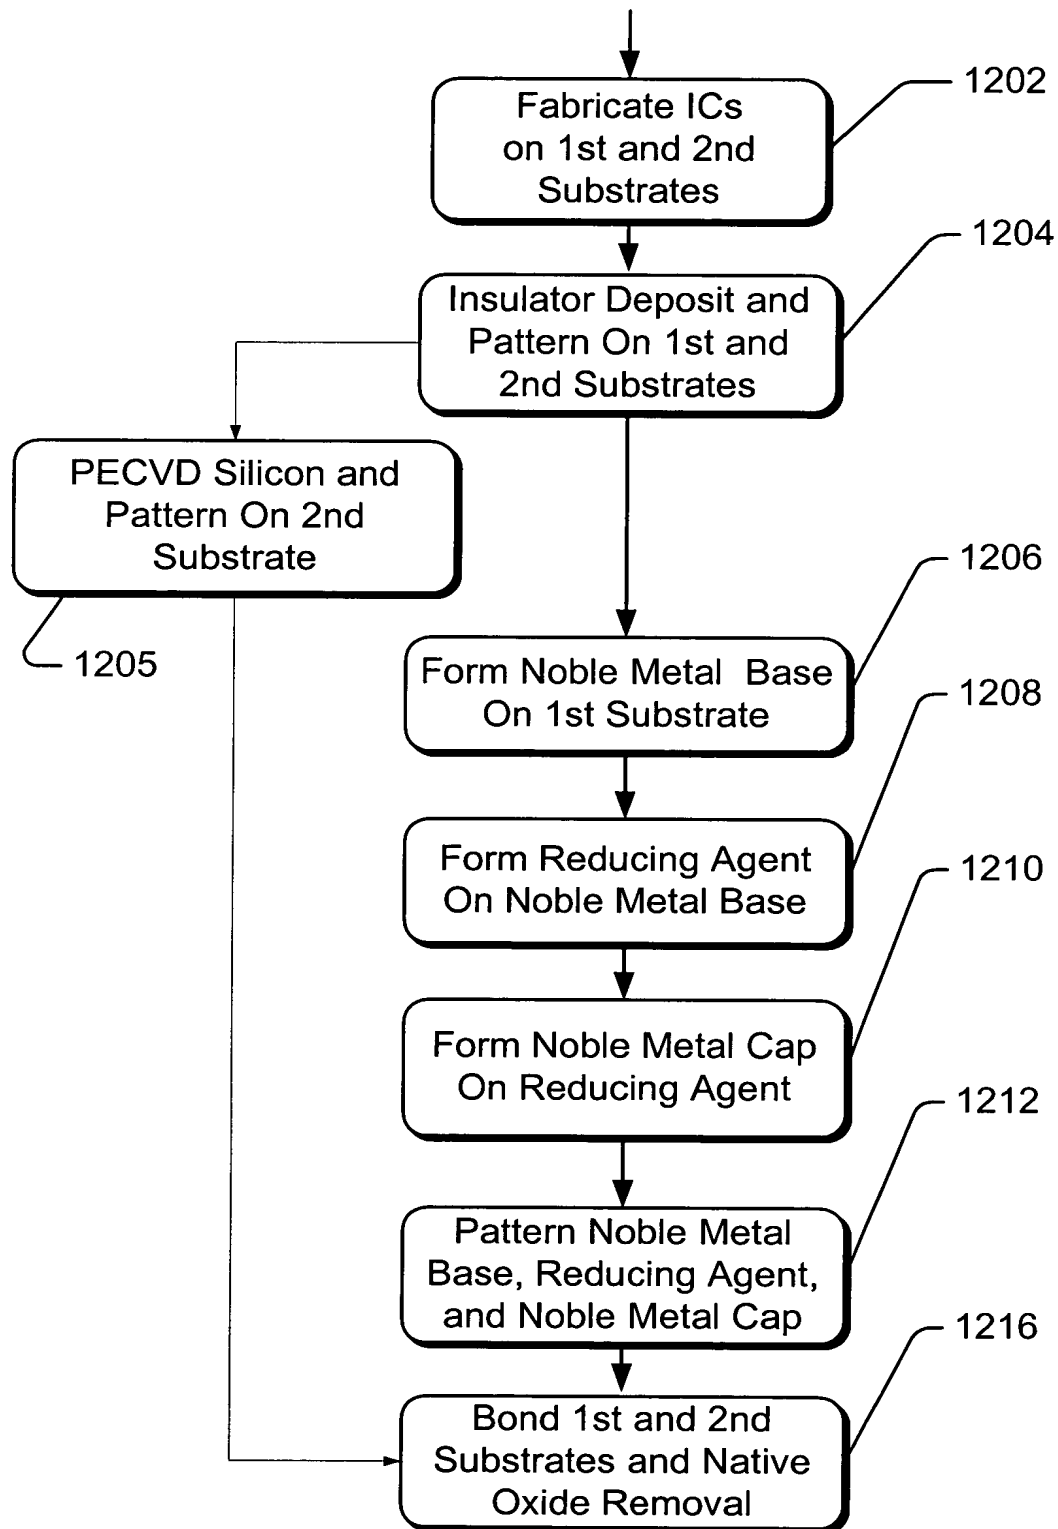 1202
Fabricate ICs
on 1st and 2nd
Substrates
1204
Insulator Deposit and
Pattern On 1st and
2nd Substrates
PECVD Silicon and
Pattern On 2nd
Substrate
1205
1206
Form Noble Metal Base
On 1st Substrate
1208
Form Reducing Agent
On Noble Metal Base
1210
Form Noble Metal Cap
On Reducing Agent
1212
Pattern Noble Metal
Base, Reducing Agent,
and Noble Metal Cap
1216
Bond 1st and 2nd
Substrates and Native
Oxide Removal